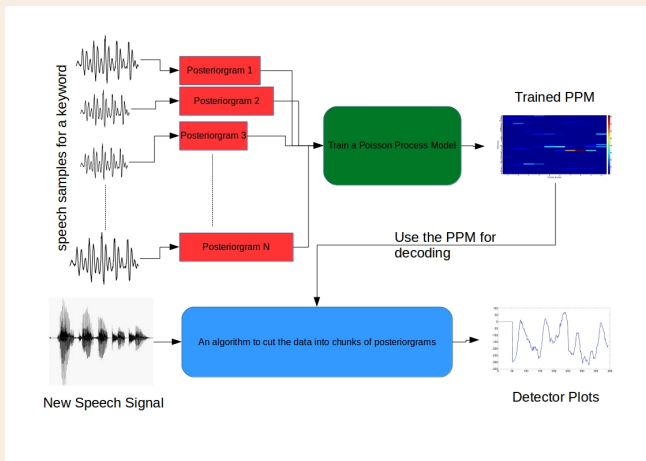 speech samples for a keyword
Posteriorgram 1
Posteriorgram 2
Posteriorgram 3
Posteriorgram N
Train a Poisson Process Model
Trained PPM
Use the PPM for
decoding
An algorithm to cut the data into chunks of posteriorgrams
New Speech Signal
Detector Plots